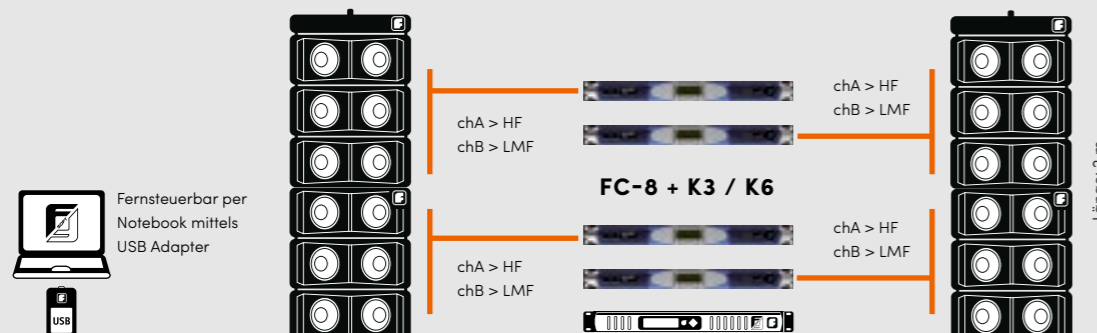 Fernsteuerbar per
Notebook mittels
USB Adapter
USB
chA > HF
chB > LMF
chA > HF
chB > LMF
FC-8 + K3 / K6
chA > HF
chB > LMF
chA > HF
chB > LMF